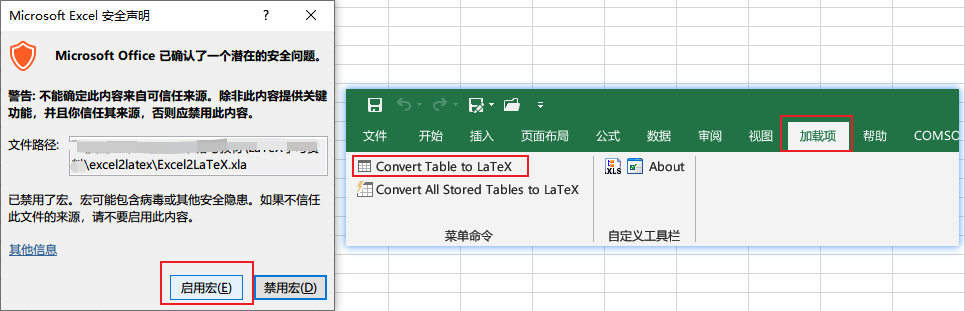 Microsoft Excel 安全声明
Microsoft Office 已确认了一个潜在的安全问题。
警告: 不能确定此内容来自可信任来源。除非此内容提供关键
功能，并且你信任其来源，否则应禁用此内容。
文件路径:
\excel2latex\Excel2LaTeX.xla
已禁用了宏。宏可能包含病毒或其他安全隐患。如果不信任
此文件的来源，请不要启用此内容。
其他信息
启用宏(E) 禁用宏(D)
文件 开始 插入 页面布局 公式 数据 审阅 视图 加载项 帮助 COMSO
Convert Table to LaTeX
.XLS About
Convert All Stored Tables to LaTeX
菜单命令 自定义工具栏